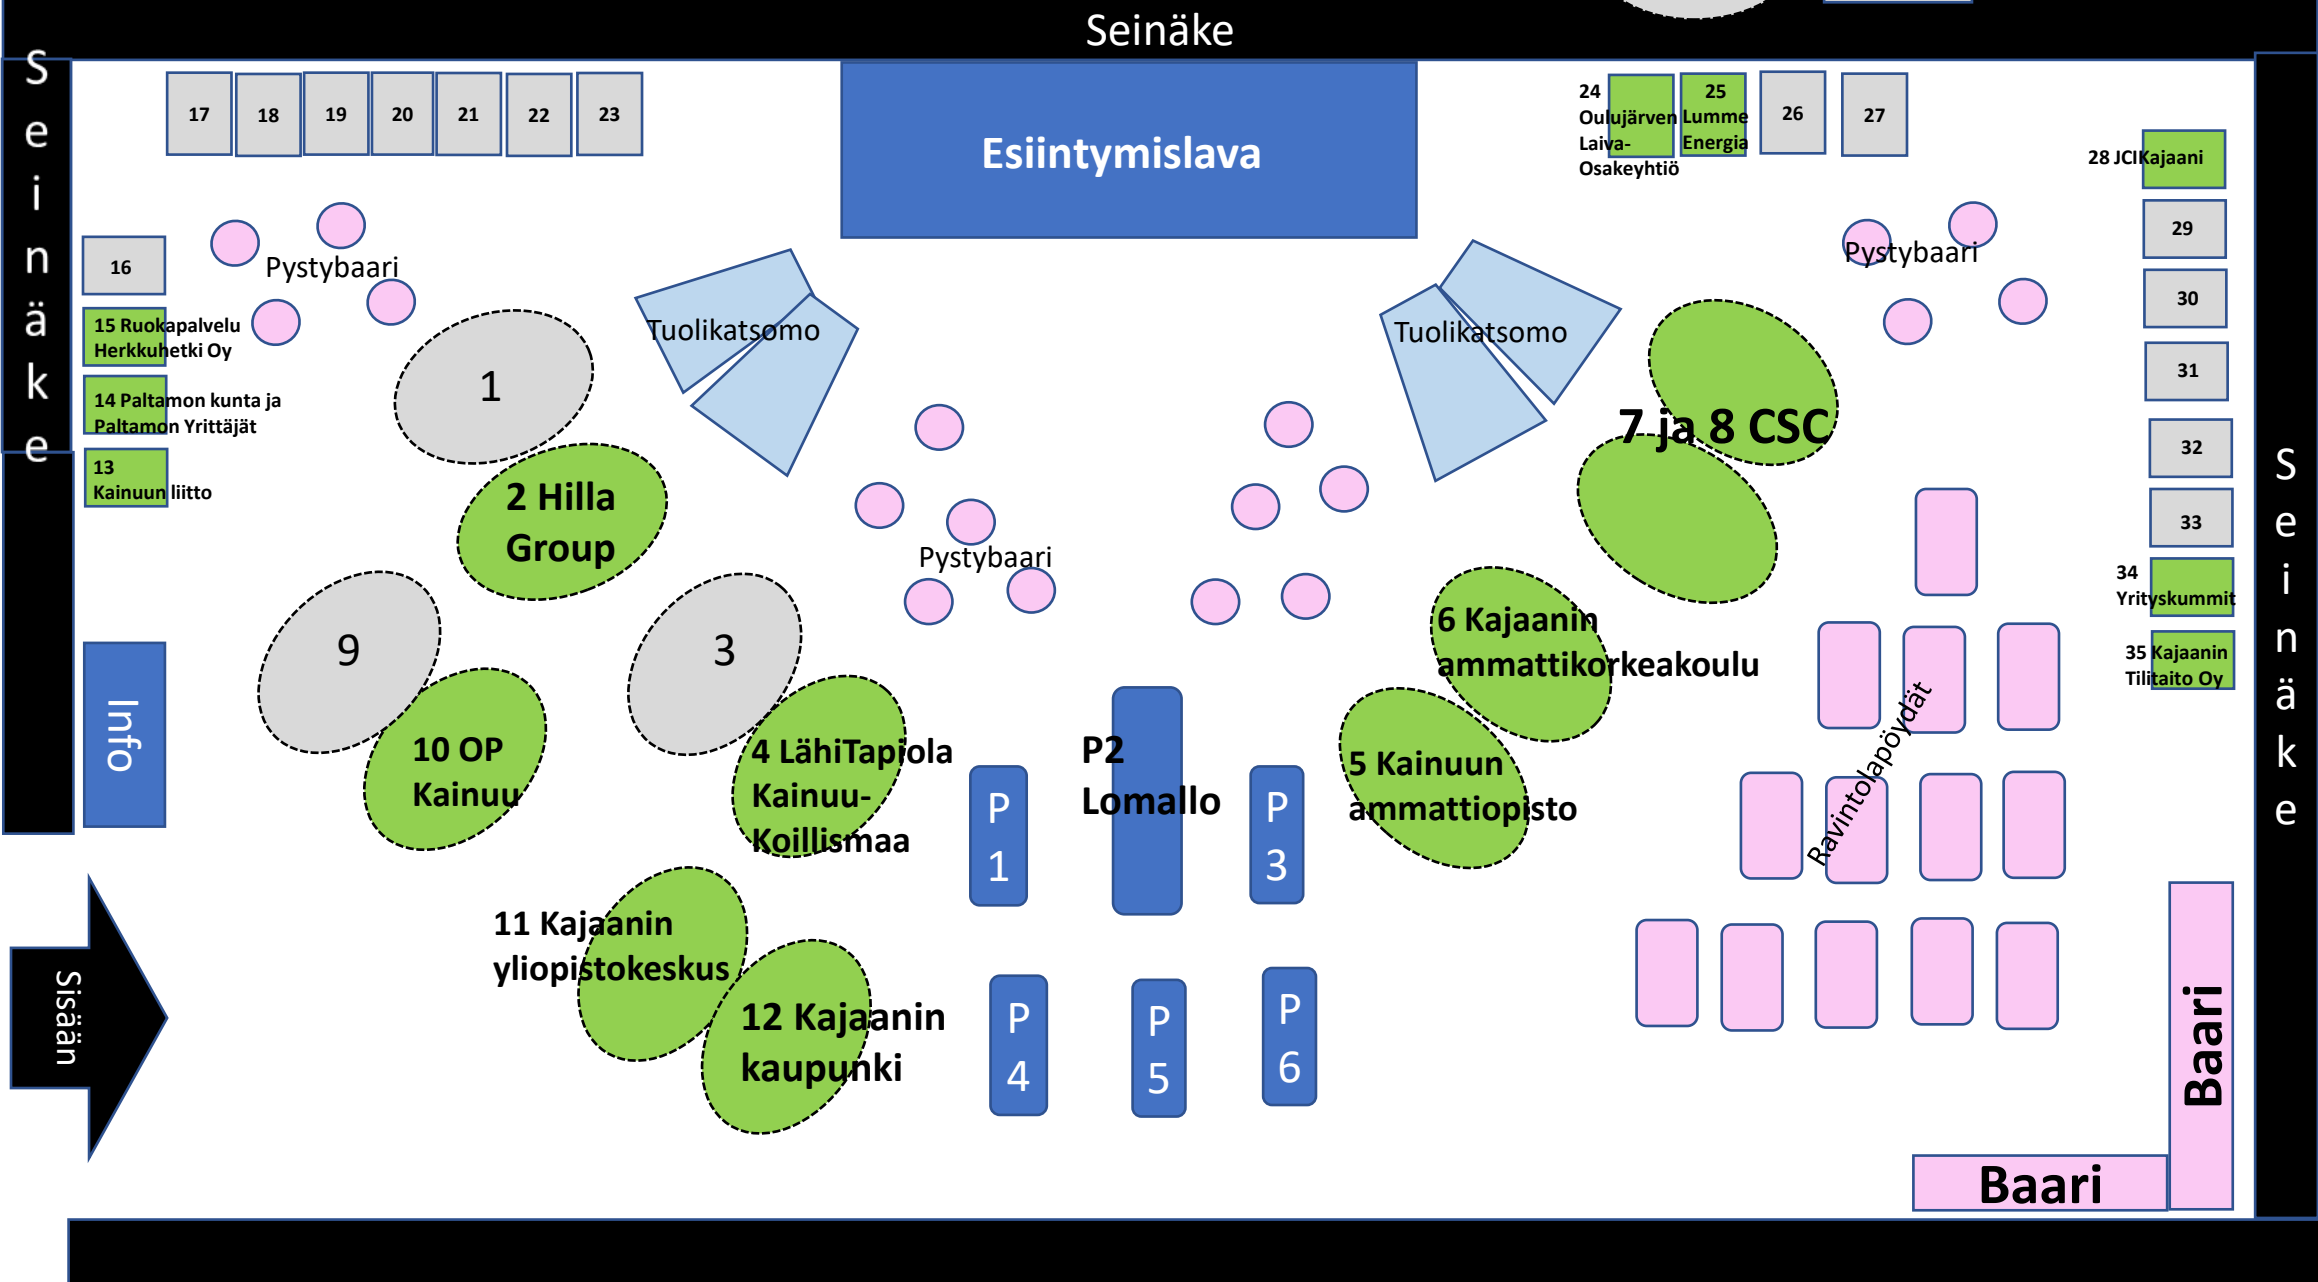 Seinäke
Seinäke
17
18
19
20
21
22
23
Esiintymislava
24
Oulujärven
Laiva-
Osakeyhtiö
25
Lumme
Energia
26
27
28 JCIKajaani
29
30
31
32
33
34
Yrityskummit
35 Kajaanin
Tilitaito Oy
Seinäke
16
15 Ruokapalvelu
Herkkuhetki Oy
14 Paltamon kunta ja
Paltamon Yrittäjät
13
Kainuun liitto
Pystybaari
Tuolikatsomo
Tuolikatsomo
Pystybaari
1
2 Hilla
Group
Pystybaari
7 ja 8 CSC
9
3
6 Kajaanin
ammattikorkeakoulu
Info
10 OP
Kainuu
4 LähiTapiola
Kainuu-
Koillismaa
P
1
P2
Lomallo
P
3
5 Kainuun
ammattiopisto
Ravintolapöydät
Sisään
11 Kajaanin
yliopistokeskus
12 Kajaanin
kaupunki
P
4
P
5
P
6
Baari
Baari